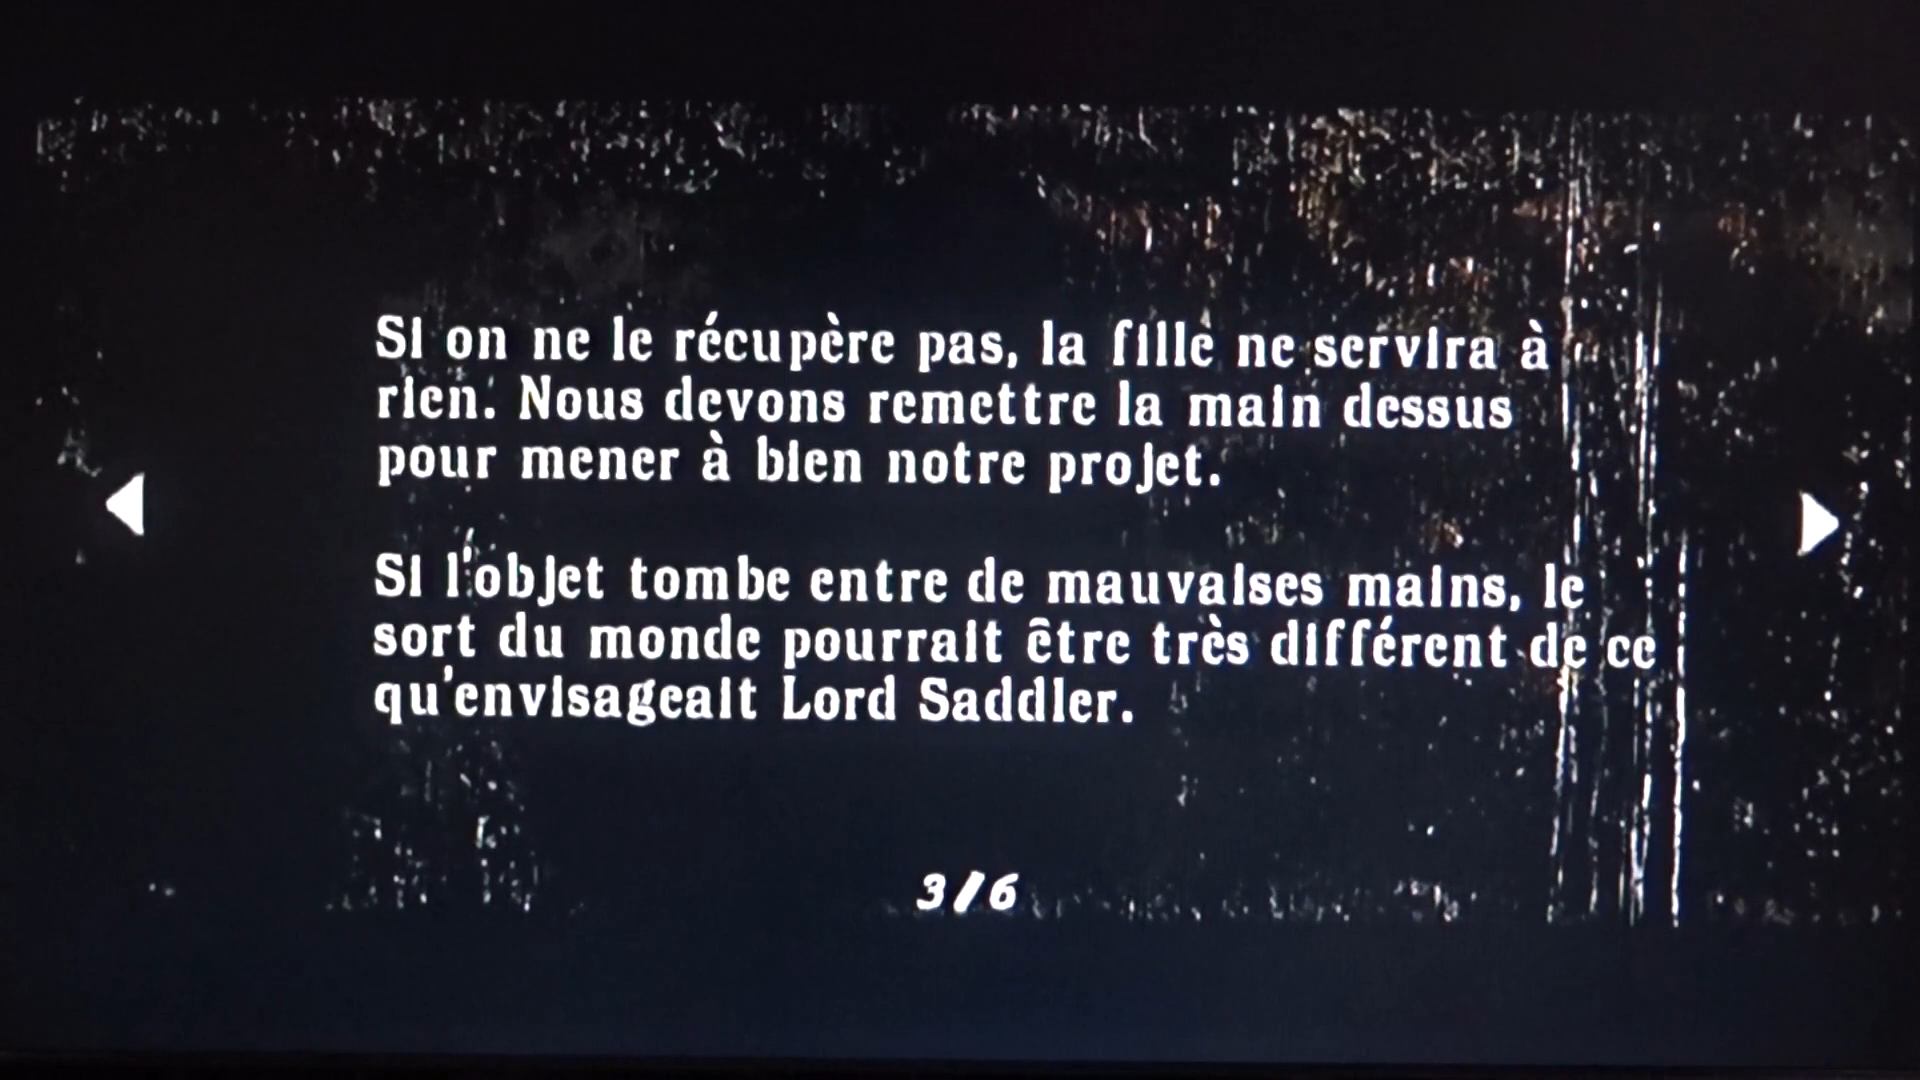 Si on ne le récupère pas, la fille ne servira à
rien. Nous devons remettre la main dessus
pour mener à bien notre projet.
Si l'objet tombe entre de mauvaises mains, le
sort du monde pourrait être très différent de ce
qu'envisageait Lord Saddler.
3/6